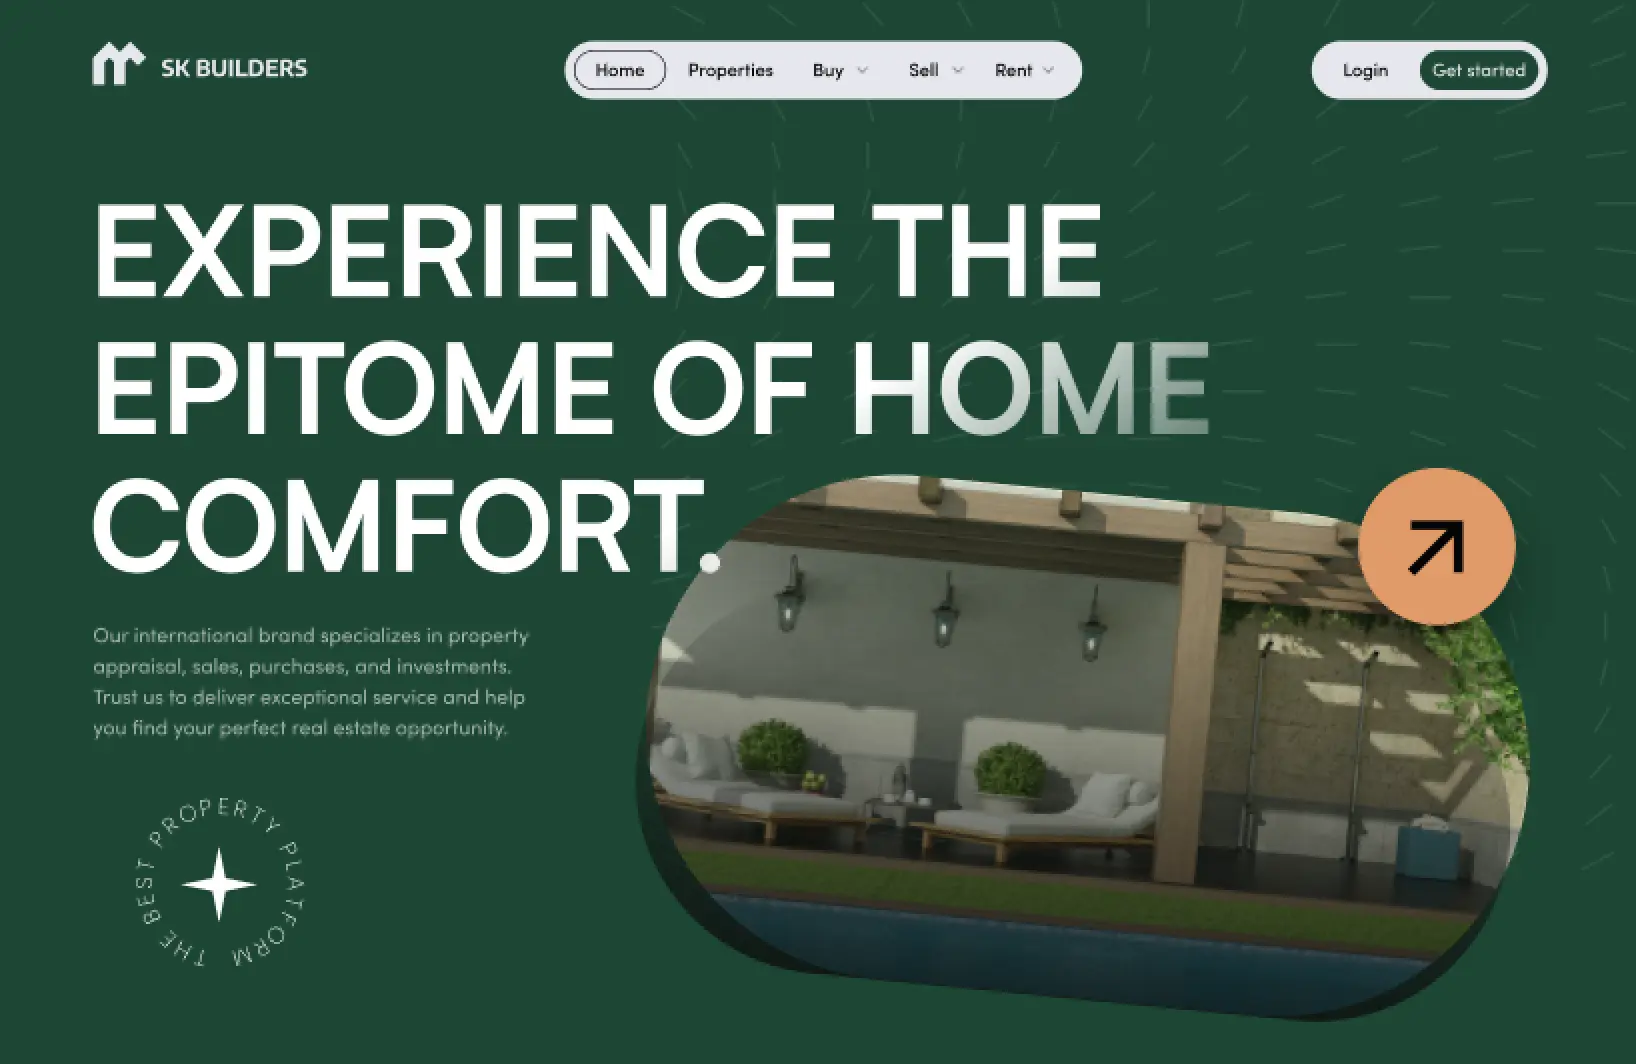 SK BUILDERS
Home Properties Buy Sell Rent
Login Get started
EXPERIENCE THE
EPITOME OF HOME
COMFORT.
Our international brand specializes in property
appraisal, sales, purchases, and investments.
Trust us to deliver exceptional service and help
you find your perfect real estate opportunity.
THE BEST PROPERTY PLATFORM